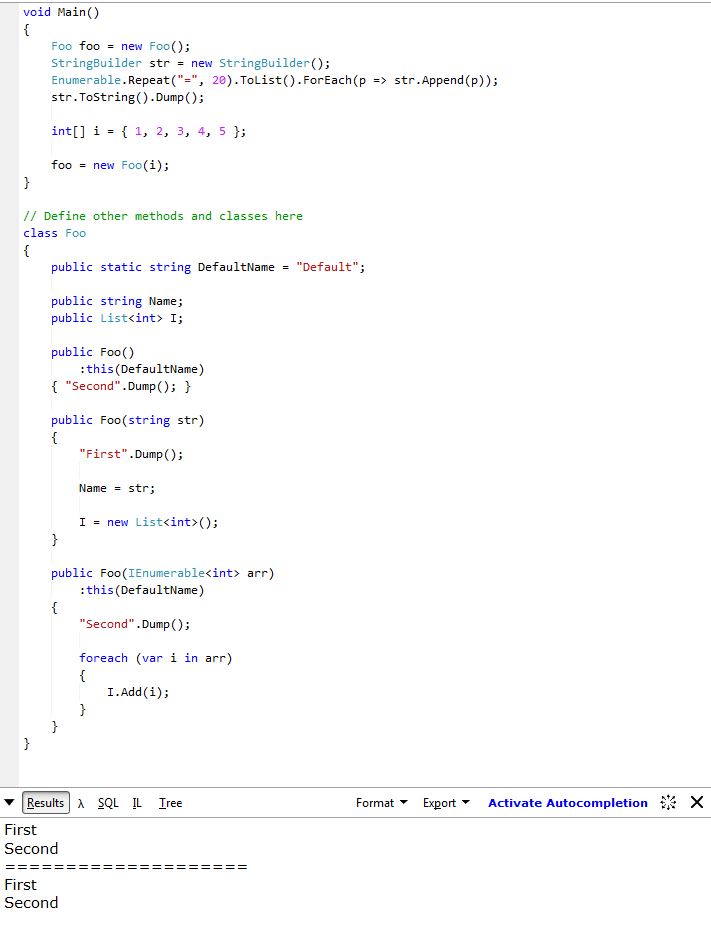 void Main()
{
    Foo foo = new Foo();
    StringBuilder str = new StringBuilder();
    Enumerable.Repeat("=", 20).ToList().ForEach(p => str.Append(p));
    str.ToString().Dump();

    int[] i = { 1, 2, 3, 4, 5 };

    foo = new Foo(i);
}

// Define other methods and classes here
class Foo
{
    public static string DefaultName = "Default";

    public string Name;
    public List<int> I;

    public Foo()
        :this(DefaultName)
    { "Second".Dump(); }

    public Foo(string str)
    {
        "First".Dump();

        Name = str;

        I = new List<int>();
    }

    public Foo(IEnumerable<int> arr)
        :this(DefaultName)
    {
        "Second".Dump();

        foreach (var i in arr)
        {
            I.Add(i);
        }
    }
}
Results λ SQL IL Tree Format Export Activate Autocompletion
First
Second
====================
First
Second